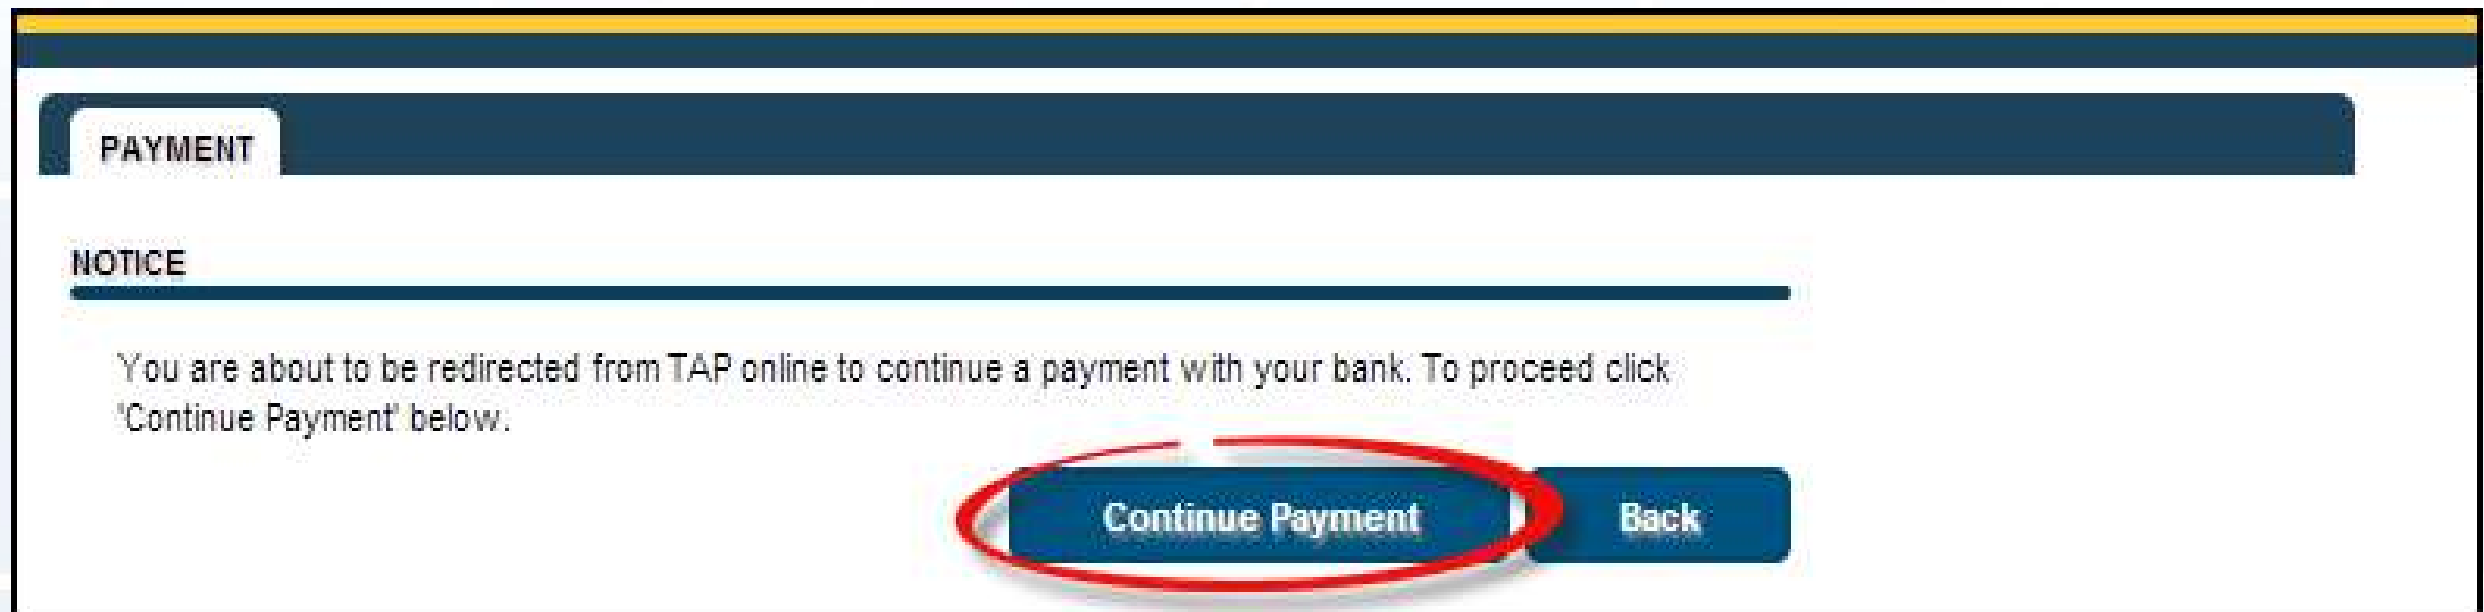 PAYMENT
NOTICE
You are about to be redirected from TAP online to continue a payment with your bank. To proceed click
'Continue Payment' below.
Continue Payment
Back